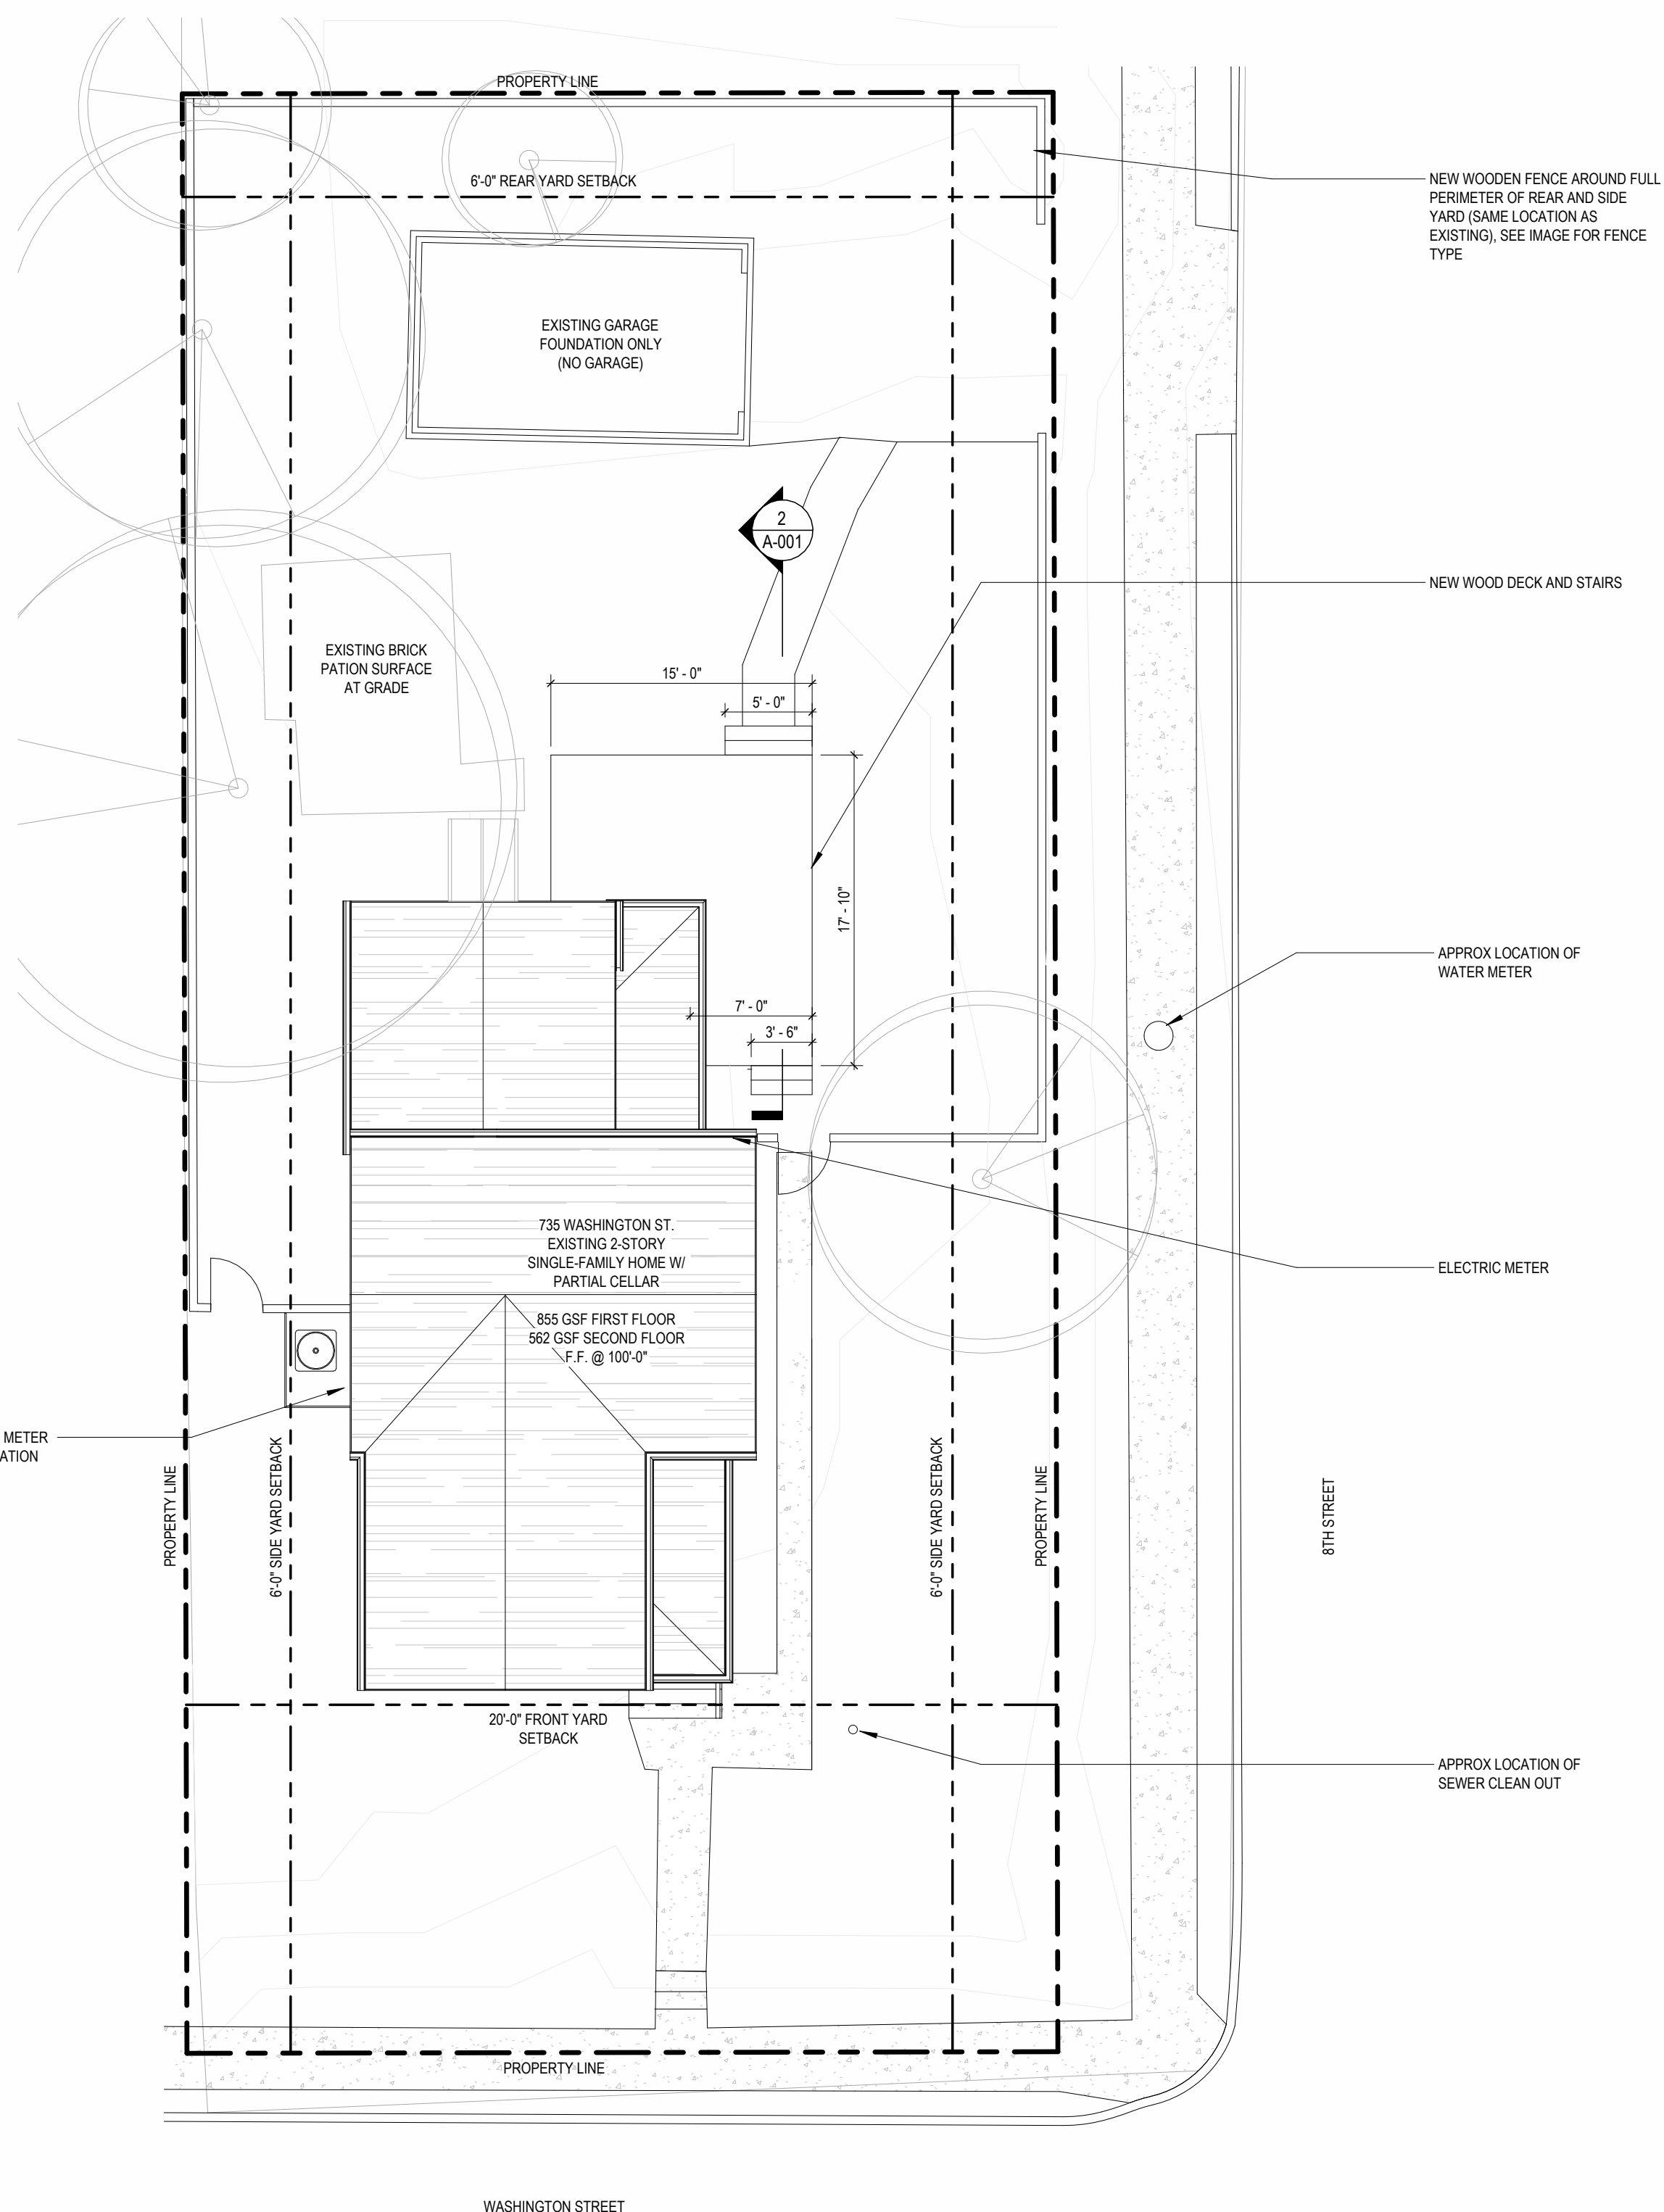 PROPERTY LINE
6'-0" REAR YARD SETBACK
NEW WOODEN FENCE AROUND FULL
PERIMETER OF REAR AND SIDE
YARD (SAME LOCATION AS
EXISTING), SEE IMAGE FOR FENCE
TYPE
EXISTING GARAGE
FOUNDATION ONLY
(NO GARAGE)
2
A-001
NEW WOOD DECK AND STAIRS
EXISTING BRICK
PATION SURFACE
AT GRADE
15' - 0"
5' - 0"
17' - 10"
APPROX LOCATION OF
WATER METER
7' - 0"
3' - 6"
735 WASHINGTON ST.
EXISTING 2-STORY
SINGLE-FAMILY HOME W/
PARTIAL CELLAR
ELECTRIC METER
855 GSF FIRST FLOOR
562 GSF SECOND FLOOR
F.F. @ 100'-0"
METER
ATION
PROPERTY LINE
6'-0" SIDE YARD SETBACK
6'-0" SIDE YARD SETBACK
PROPERTY LINE
8TH STREET
20'-0" FRONT YARD
SETBACK
APPROX LOCATION OF
SEWER CLEAN OUT
PROPERTY LINE
WASHINGTON STREET